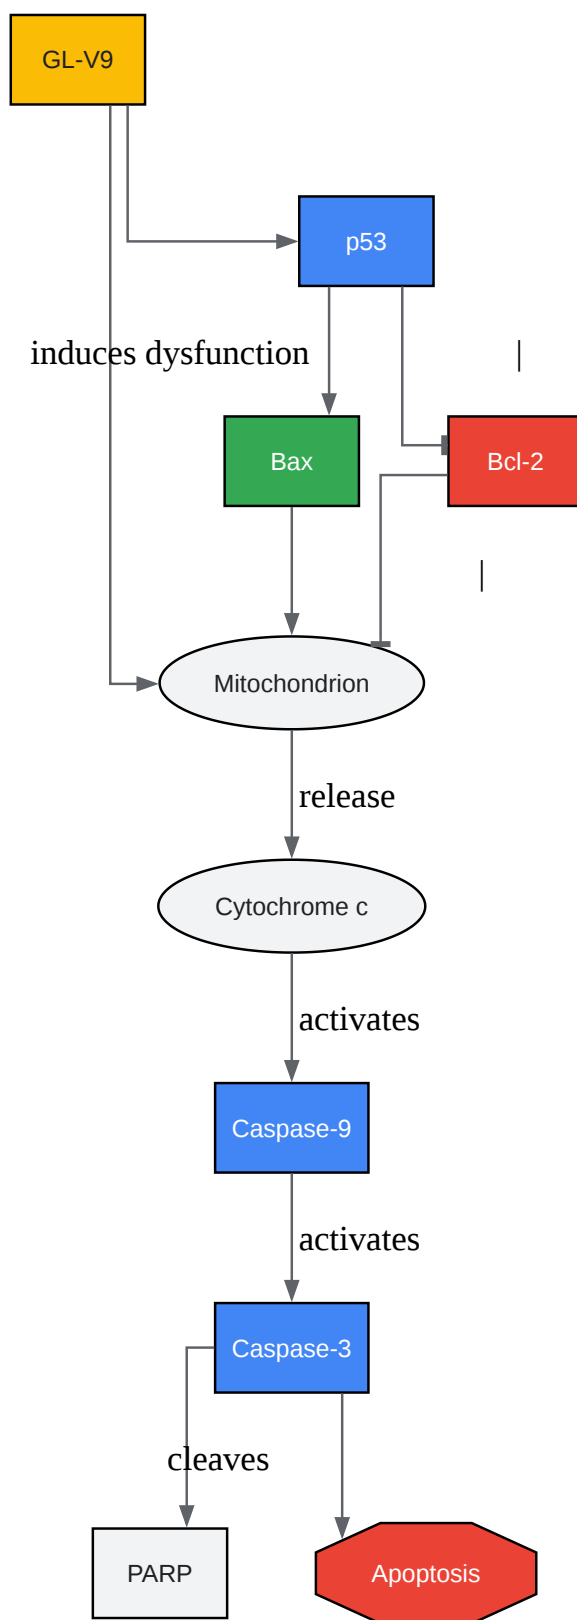 GL-V9
p53
induces dysfunction
|
Bax
Bcl-2
|
Mitochondrion
release
Cytochrome c
activates
Caspase-9
activates
Caspase-3
cleaves
PARP
Apoptosis